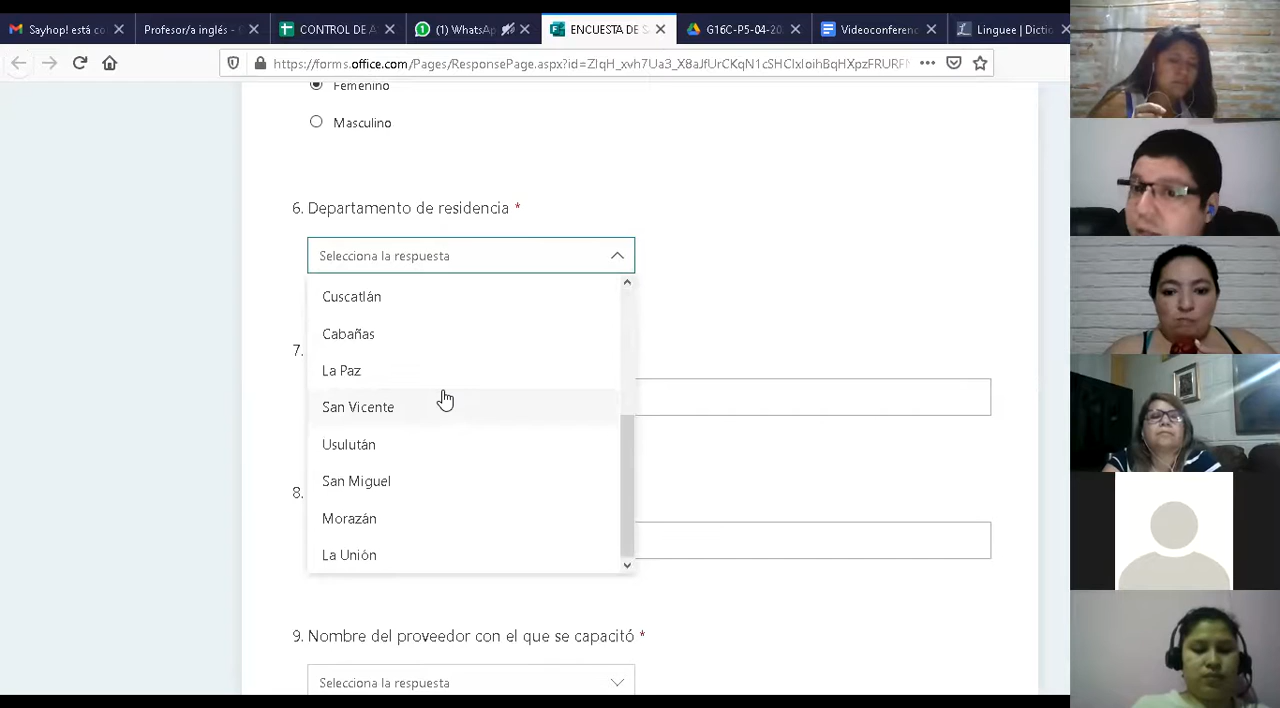 Sayhop! está co
Profesor/a inglés -
CONTROL DE A
(1) WhatsAp
ENCUESTA DE SA
G16C-P5-04-20
Videoconferenc
Linguee | Dictio
https://forms.office.com/Pages/ResponsePage.aspx?id=
Femenino
Masculino
6. Departamento de residencia *
Selecciona la respuesta
Cuscatlán
Cabañas
7.
La Paz
San Vicente
Usulután
8.
San Miguel
Morazán
La Unión
9. Nombre del proveedor con el que se capacitó *
Selecciona la respuesta